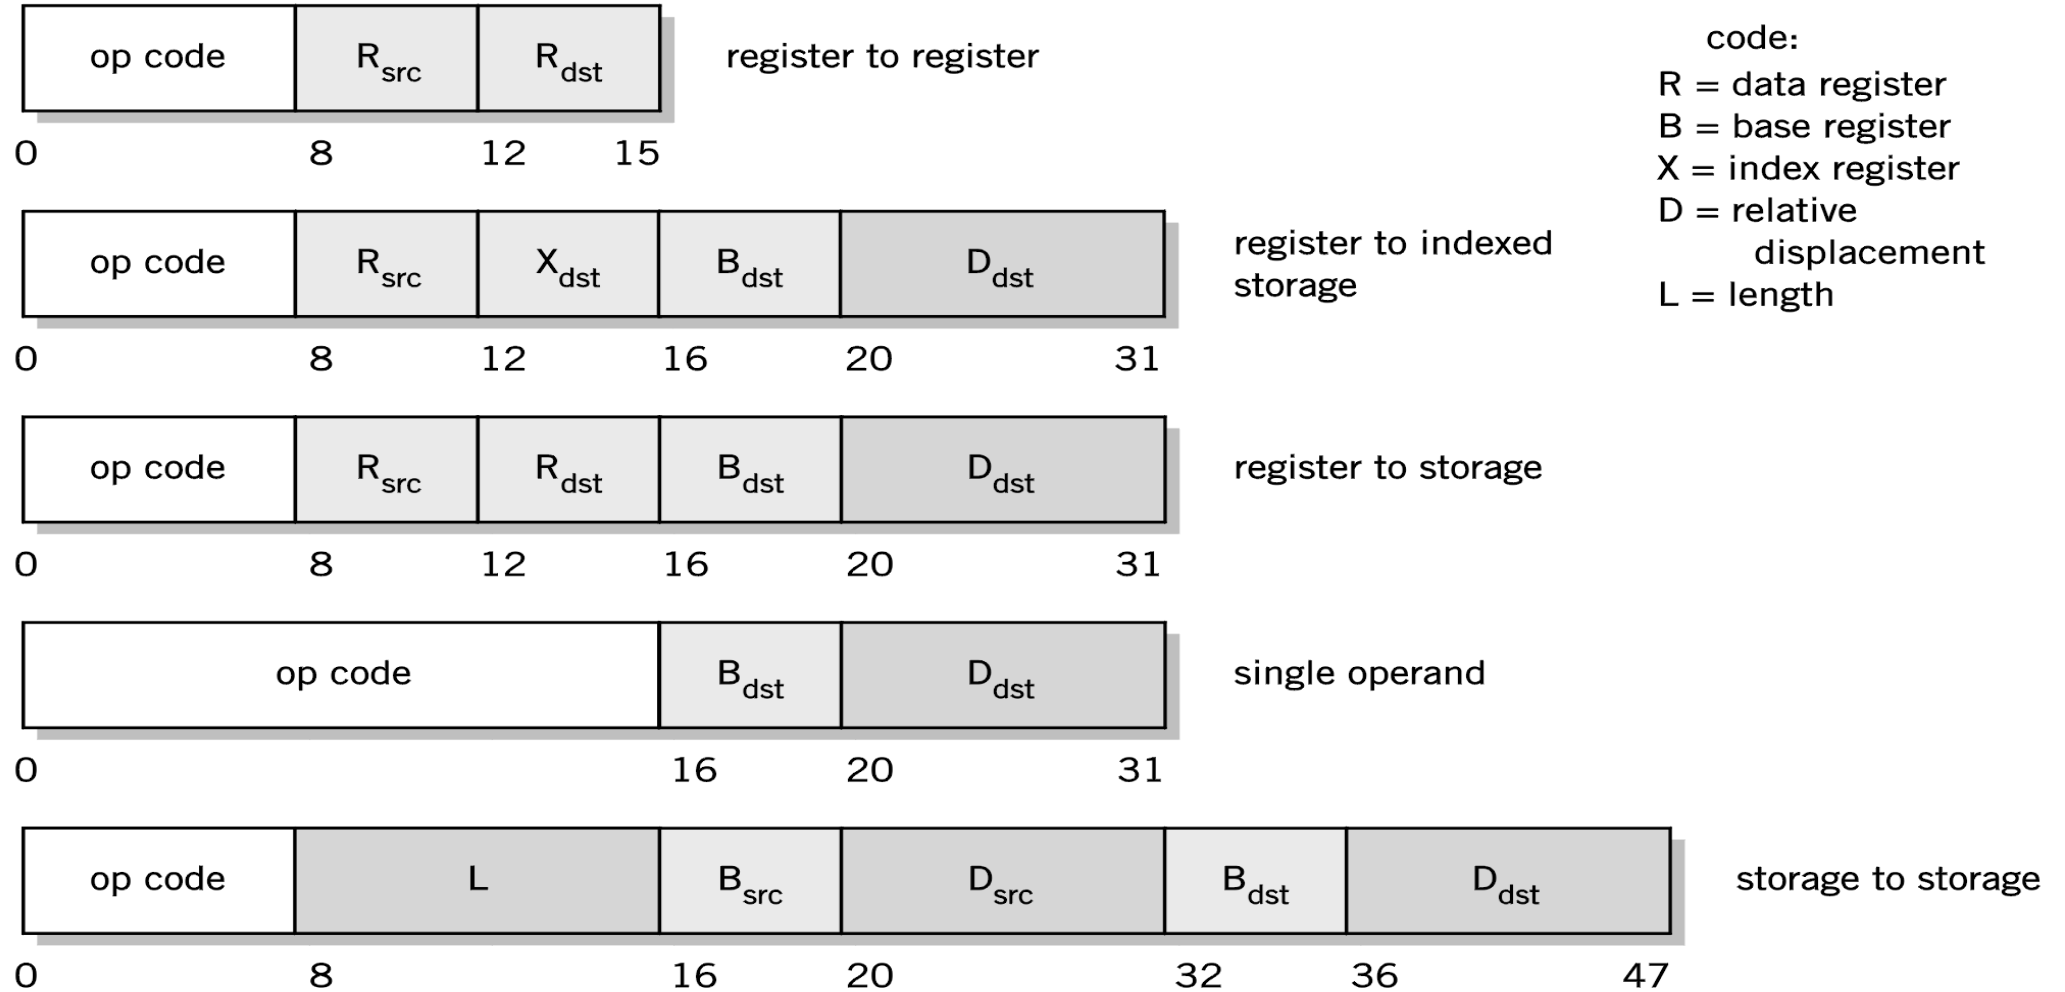 op code Rsrc Rdst register to register
0 8 12 15
code:
R = data register
B = base register
X = index register
D = relative
displacement
L = length
op code Rsrc Xdst Bdst Ddst register to indexed
storage
0 8 12 16 20 31
op code Rsrc Rdst Bdst Ddst register to storage
0 8 12 16 20 31
op code Bdst Ddst single operand
0 16 20 31
op code L Bsrc Dsrc Bdst Ddst storage to storage
0 8 16 20 32 36 47